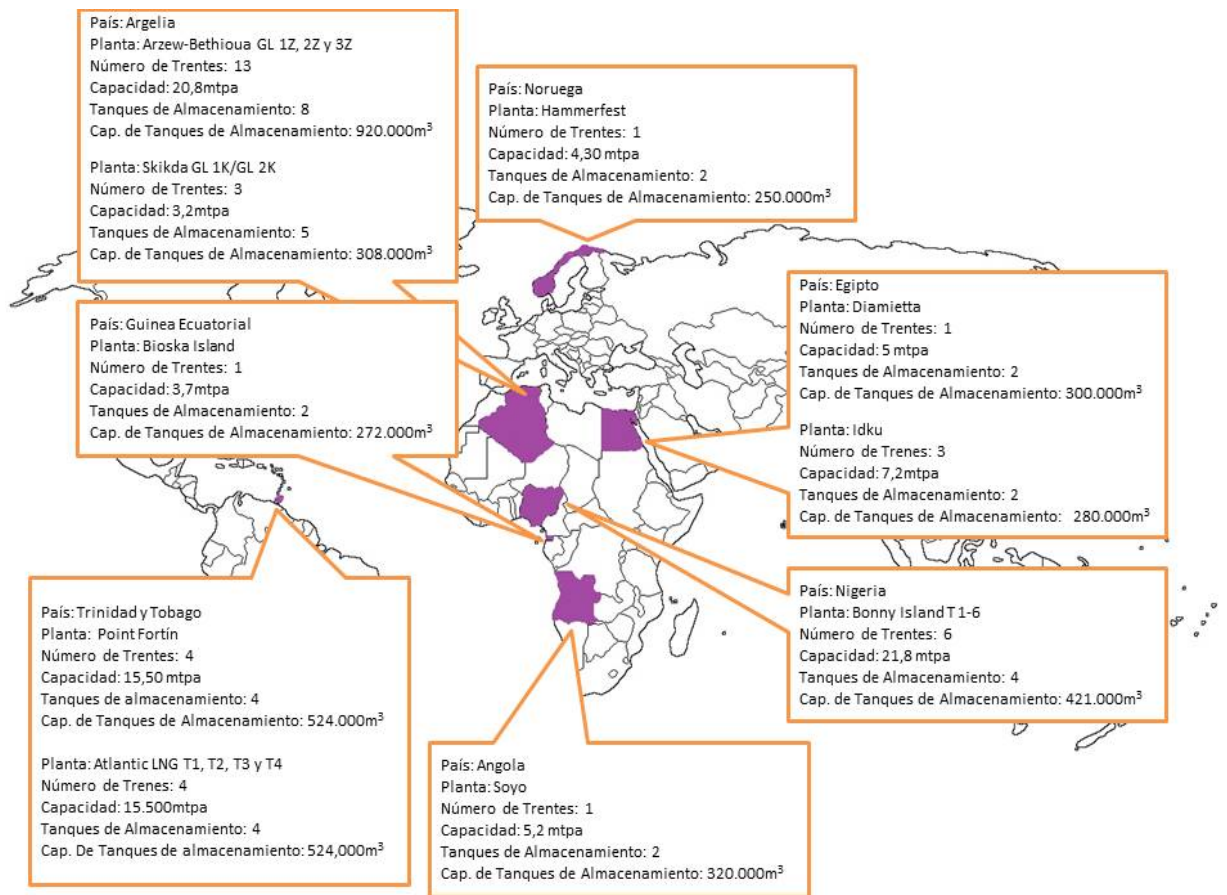 País: Argelia
Planta: Arzew-Bethioua GL 1Z, 2Z y 3Z
Número de Trentes: 13
Capacidad: 20,8mtpa
Tanques de Almacenamiento: 8
Cap. de Tanques de Almacenamiento: 920.000m³
Planta: Skikda GL 1K/GL 2K
Número de Trentes: 3
Capacidad: 3,2mtpa
Tanques de Almacenamiento: 5
Cap. de Tanques de Almacenamiento: 308.000m³
País: Noruega
Planta: Hammerfest
Número de Trentes: 1
Capacidad: 4,30 mtpa
Tanques de Almacenamiento: 2
Cap. de Tanques de Almacenamiento: 250.000m³
País: Guinea Ecuatorial
Planta: Bioska Island
Número de Trentes: 1
Capacidad: 3,7mtpa
Tanques de Almacenamiento: 2
Cap. de Tanques de Almacenamiento: 272.000m³
País: Egipto
Planta: Diamietta
Número de Trentes: 1
Capacidad: 5 mtpa
Tanques de Almacenamiento: 2
Cap. de Tanques de Almacenamiento: 300.000m³
Planta: Idku
Número de Trentes: 3
Capacidad: 7,2mtpa
Tanques de Almacenamiento: 2
Cap. de Tanques de Almacenamiento: 280.000m³
País: Trinidad y Tobago
Planta: Point Fortín
Número de Trentes: 4
Capacidad: 15,50 mtpa
Tanques de almacenamiento: 4
Cap. de Tanques de Almacenamiento: 524.000m³
Planta: Atlantic LNG T1, T2, T3 y T4
Número de Trenes: 4
Capacidad: 15.500mtpa
Tanques de Almacenamiento: 4
Cap. De Tanques de almacenamiento: 524,000m³
País: Nigeria
Planta: Bonny Island T 1-6
Número de Trentes: 6
Capacidad: 21,8 mtpa
Tanques de Almacenamiento: 4
Cap. de Tanques de Almacenamiento: 421.000m³
País: Angola
Planta: Soyo
Número de Trentes: 1
Capacidad: 5,2 mtpa
Tanques de Almacenamiento: 2
Cap. de Tanques de Almacenamiento: 320.000m³